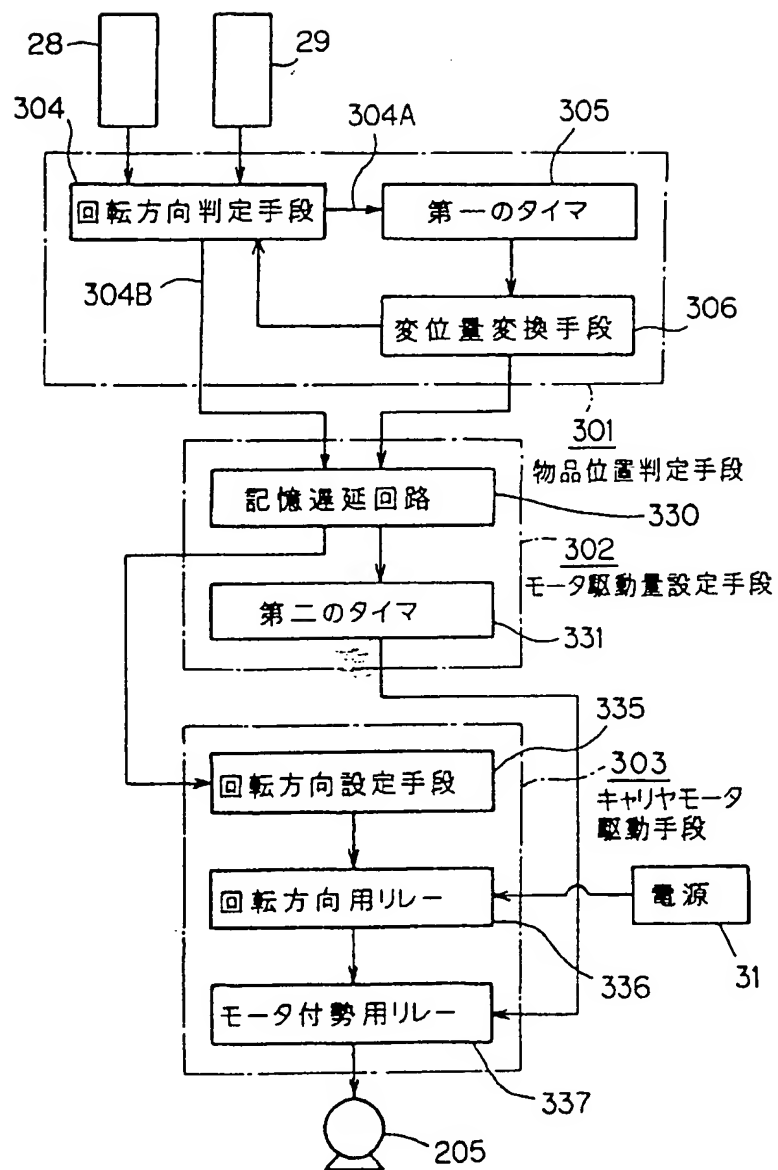 28
29
304
304A
305
回転方向判定手段
第一のタイマ
304B
変位量変換手段
306
301
物品位置判定手段
記憶遅延回路
330
302
モータ駆動量設定手段
第二のタイマ
331
335
回転方向設定手段
303
キャリヤモータ
駆動手段
回転方向用リレー
電源
336
31
モータ付勢用リレー
337
205